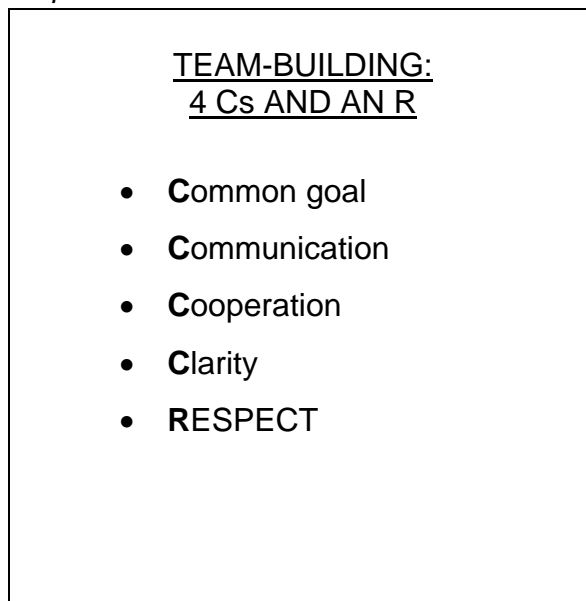 TEAM-BUILDING:
4 Cs AND AN R
• Common goal
• Communication
• Cooperation
• Clarity
• RESPECT